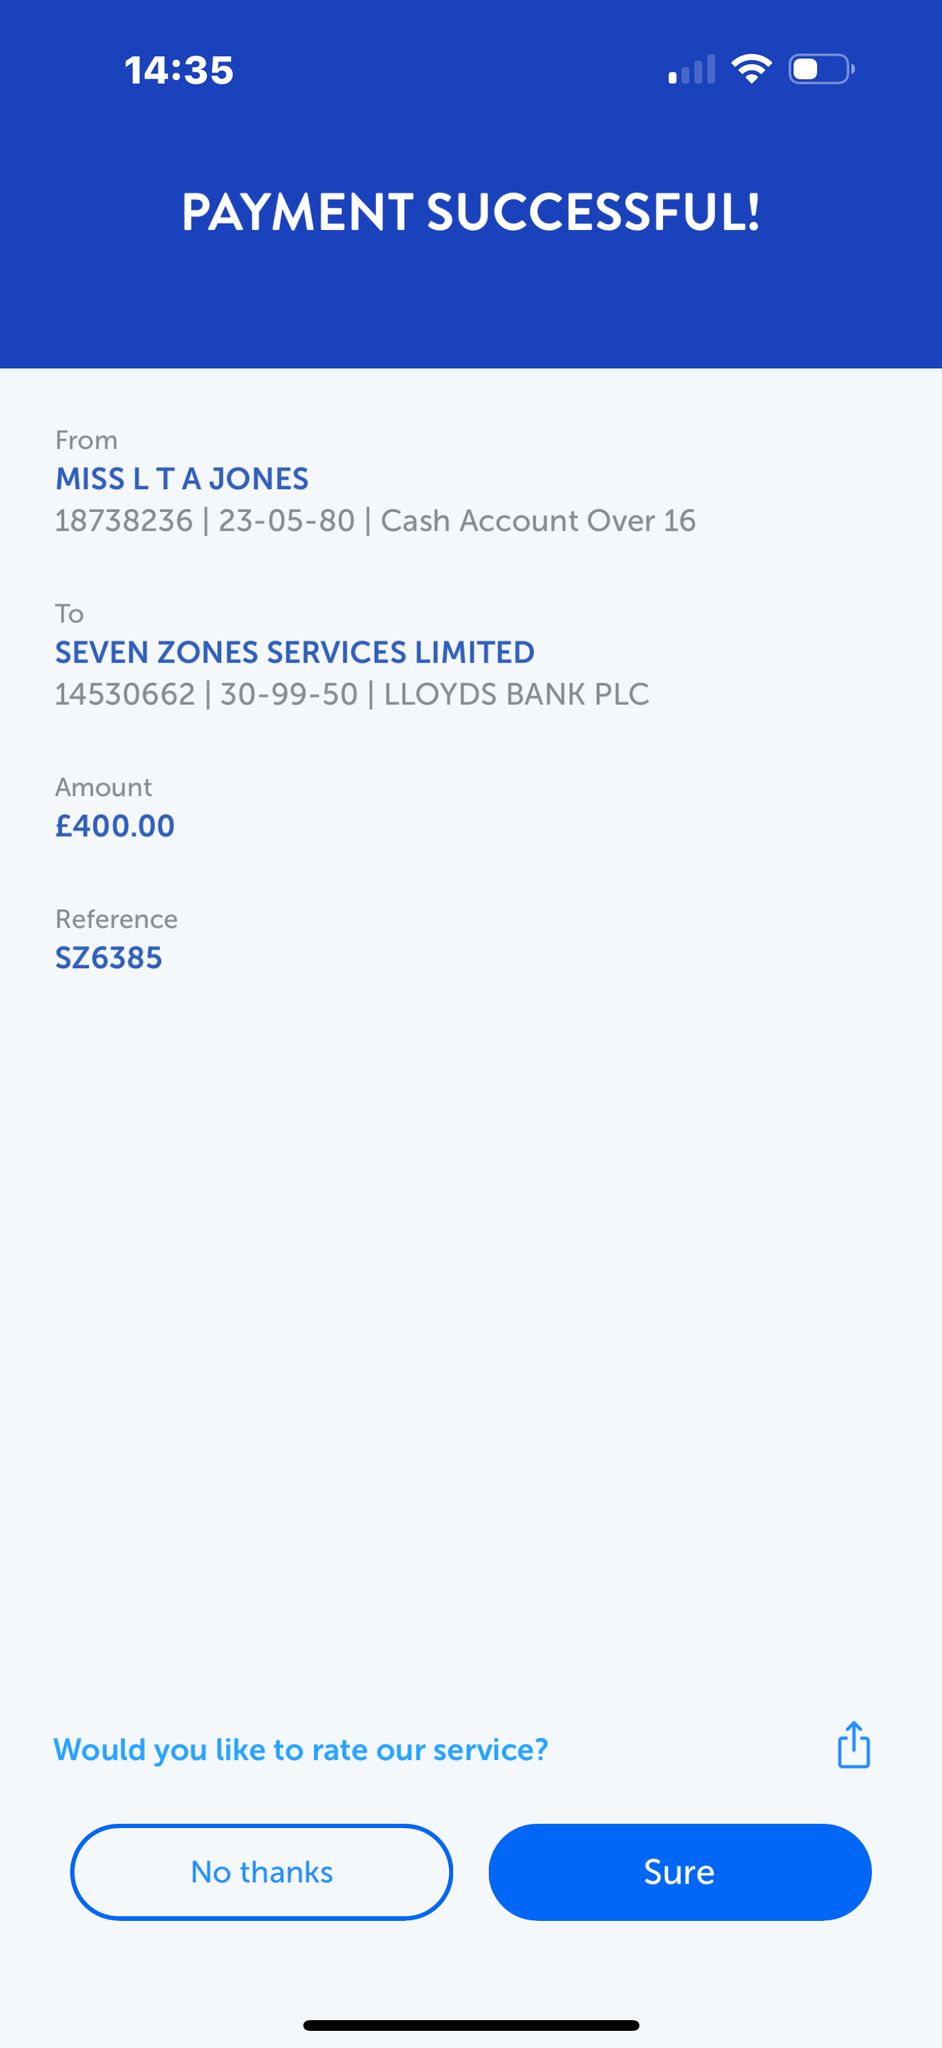 14:35
PAYMENT SUCCESSFUL!
From
MISS L T A JONES
18738236 | 23-05-80 | Cash Account Over 16
To
SEVEN ZONES SERVICES LIMITED
14530662 | 30-99-50 | LLOYDS BANK PLC
Amount
£400.00
Reference
SZ6385
Would you like to rate our service?
No thanks
Sure